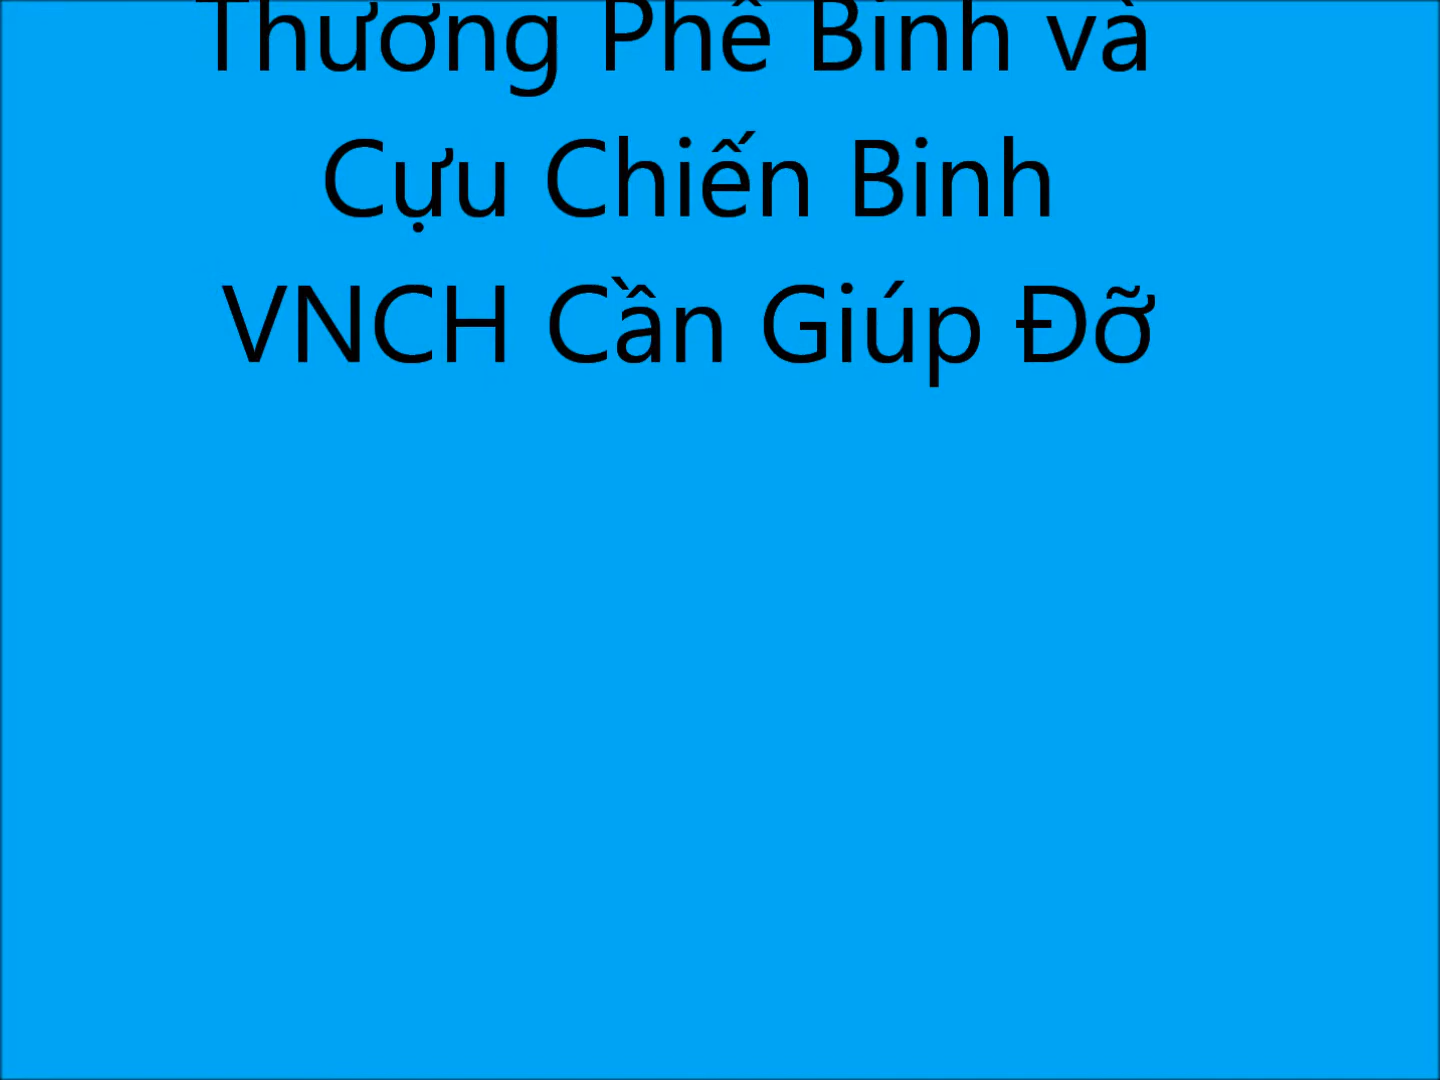 Thương Phế Binh và
Cựu Chiến Binh
VNCH Cần Giúp Đỡ